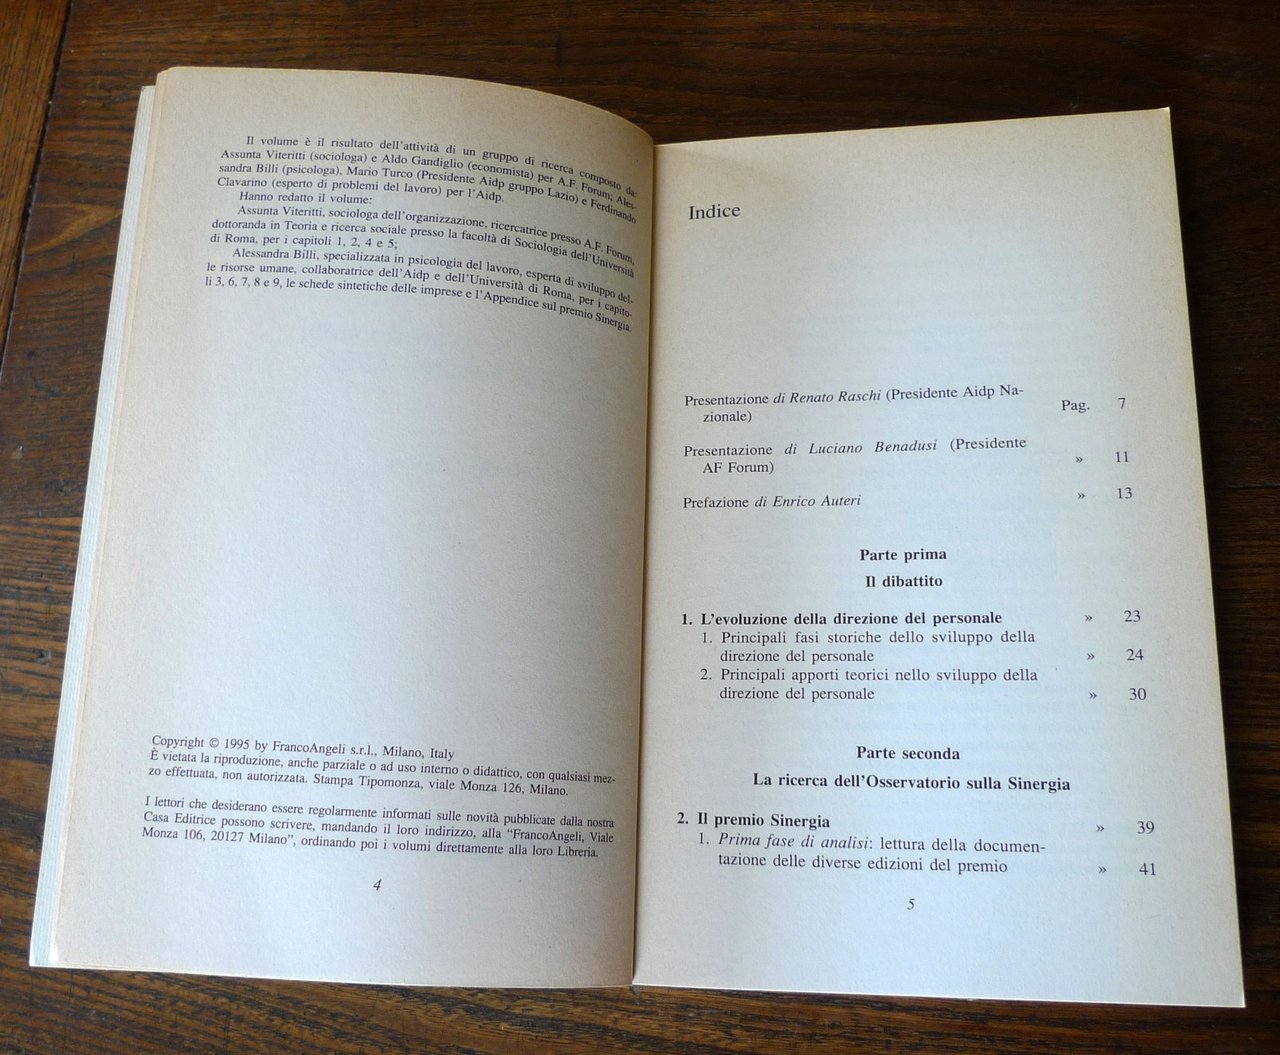 Il volume è il risultato dell'attività di un gruppo di ricerca composto da:
Assunta Viteritti (sociologa) e Aldo Gandiglio (economista) per A.F. Forum; Ales-
sandra Billi (psicologa), Mario Turco (Presidente Aidp gruppo Lazio) e Ferdinando
Clavarino (esperto di problemi del lavoro) per l'Aidp.
Hanno redatto il volume:
Assunta Viteritti, sociologa dell'organizzazione, ricercatrice presso A.F. Forum,
dottoranda in Teoria e ricerca sociale presso la facoltà di Sociologia dell'Università
di Roma, per i capitoli 1, 2, 4 e 5;
Alessandra Billi, specializzata in psicologia del lavoro, esperta di sviluppo del-
le risorse umane, collaboratrice dell'Aidp e dell'Università di Roma, per i capito-
li 3, 6, 7, 8 e 9, le schede sintetiche delle imprese e l'Appendice sul premio Sinergia.
Copyright © 1995 by FrancoAngeli s.r.l., Milano, Italy
È vietata la riproduzione, anche parziale o ad uso interno o didattico, con qualsiasi mez-
zo effettuata, non autorizzata. Stampa Tipomonza, viale Monza 126, Milano.
I lettori che desiderano essere regolarmente informati sulle novità pubblicate dalla nostra
Casa Editrice possono scrivere, mandando il loro indirizzo, alla "FrancoAngeli, Viale
Monza 106, 20127 Milano", ordinando poi i volumi direttamente alla loro Libreria.
4
Indice
Presentazione di Renato Raschi (Presidente Aidp Na-
zionale) Pag. 7
Presentazione di Luciano Benadusi (Presidente
AF Forum) » 11
Prefazione di Enrico Auteri » 13
Parte prima
Il dibattito
1. L'evoluzione della direzione del personale » 23
1. Principali fasi storiche dello sviluppo della
direzione del personale » 24
2. Principali apporti teorici nello sviluppo della
direzione del personale » 30
Parte seconda
La ricerca dell'Osservatorio sulla Sinergia
2. Il premio Sinergia » 39
1. Prima fase di analisi: lettura della documen-
tazione delle diverse edizioni del premio » 41
5